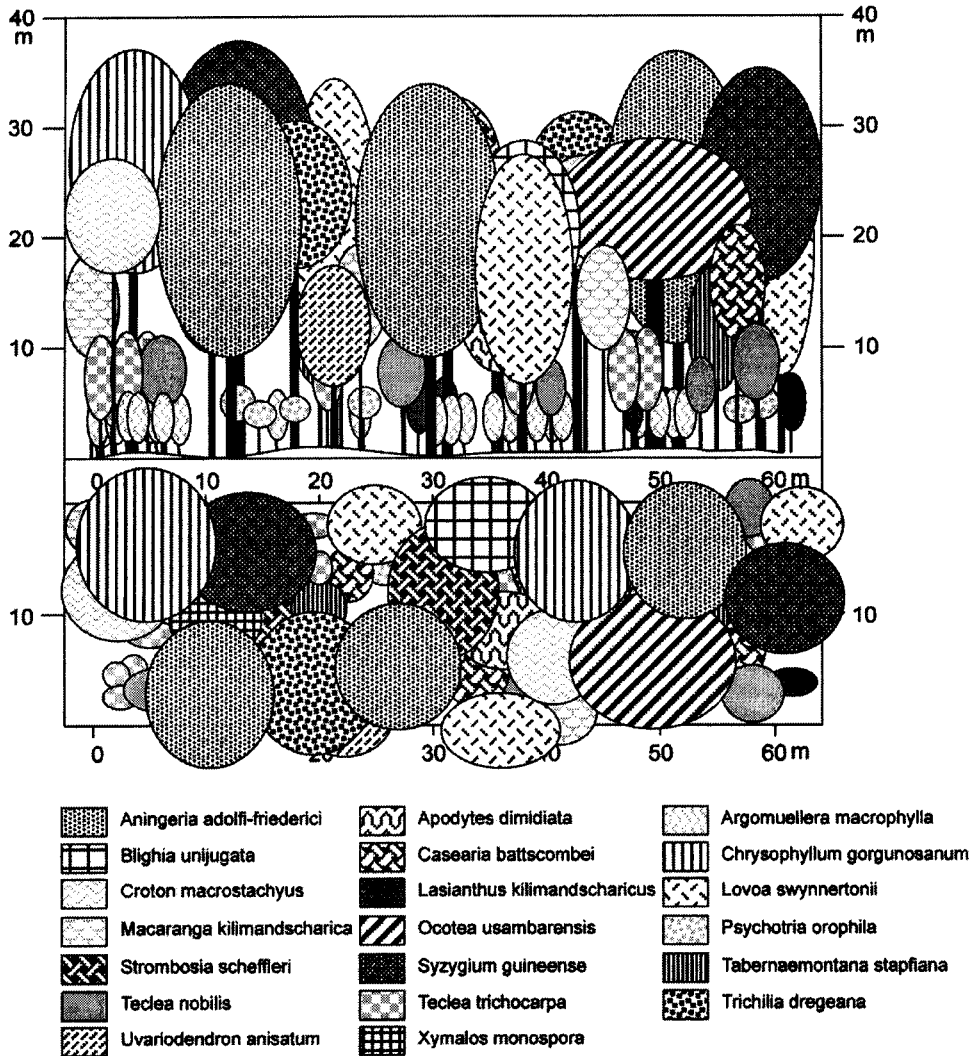 40 m
40 m
30
30
20
20
10
10
0 10 20 30 40 50 60 m
10
10
0 20 30 40 50 60 m
Aningeria adolfi-friederici
Apodytes dimidiata
Argomuellera macrophylla
Blighia unijugata
Casearia battscombei
Chrysophyllum gorgunosanum
Croton macrostachyus
Lasianthus kilimandscharicus
Lovoa swynnertonii
Macaranga kilimandscharica
Ocotea usambarensis
Psychotria orophila
Strombosia scheffleri
Syzygium guineense
Tabernaemontana stapfiana
Teclea nobilis
Teclea trichocarpa
Trichilia dregeana
Uvariodendron anisatum
Xymalos monospora